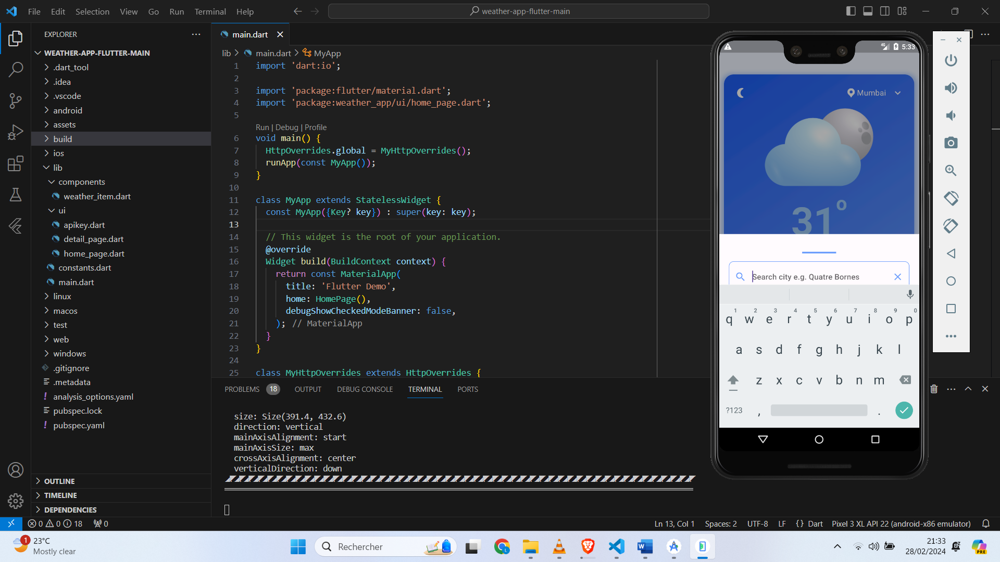 File Edit Selection View Go Run Terminal Help
weather-app-flutter-main
EXPLORER
WEATHER-APP-FLUTTER-MAIN
.dart_tool
.idea
.vscode
android
assets
build
ios
lib
components
weather_item.dart
ui
apikey.dart
detail_page.dart
home_page.dart
constants.dart
main.dart
linux
macos
test
web
windows
.gitignore
.metadata
analysis_options.yaml
pubspec.lock
pubspec.yaml
OUTLINE
TIMELINE
DEPENDENCIES
main.dart
lib > main.dart > MyApp
1 import 'dart:io';
2
3 import 'package:flutter/material.dart';
4 import 'package:weather_app/ui/home_page.dart';
5
Run | Debug | Profile
6 void main() {
7 HttpOverrides.global = MyHttpOverrides();
8 runApp(const MyApp());
9 }
10
11 class MyApp extends StatelessWidget {
12 const MyApp({Key? key}) : super(key: key);
13
14 // This widget is the root of your application.
15 @override
16 Widget build(BuildContext context) {
17 return const MaterialApp(
18 title: 'Flutter Demo',
19 home: HomePage(),
20 debugShowCheckedModeBanner: false,
21 ); // MaterialApp
22 }
23 }
24
25 class MyHttpOverrides extends HttpOverrides {
PROBLEMS 18 OUTPUT DEBUG CONSOLE TERMINAL PORTS
size: Size(391.4, 432.6)
direction: vertical
mainAxisAlignment: start
mainAxisSize: max
crossAxisAlignment: center
verticalDirection: down
4G 5:33
Mumbai
31°
Search city e.g. Quatre Bornes
1 2 3 4 5 6 7 8 9 0
q w e r t y u i o p
a s d f g h j k l
z x c v b n m
?123 , .
0 0 18 0
Ln 13, Col 1 Spaces: 2 UTF-8 LF {} Dart Pixel 3 XL API 22 (android-x86 emulator)
1
23°C
Mostly clear
Rechercher
L
W
21:33
28/02/2024
PRE